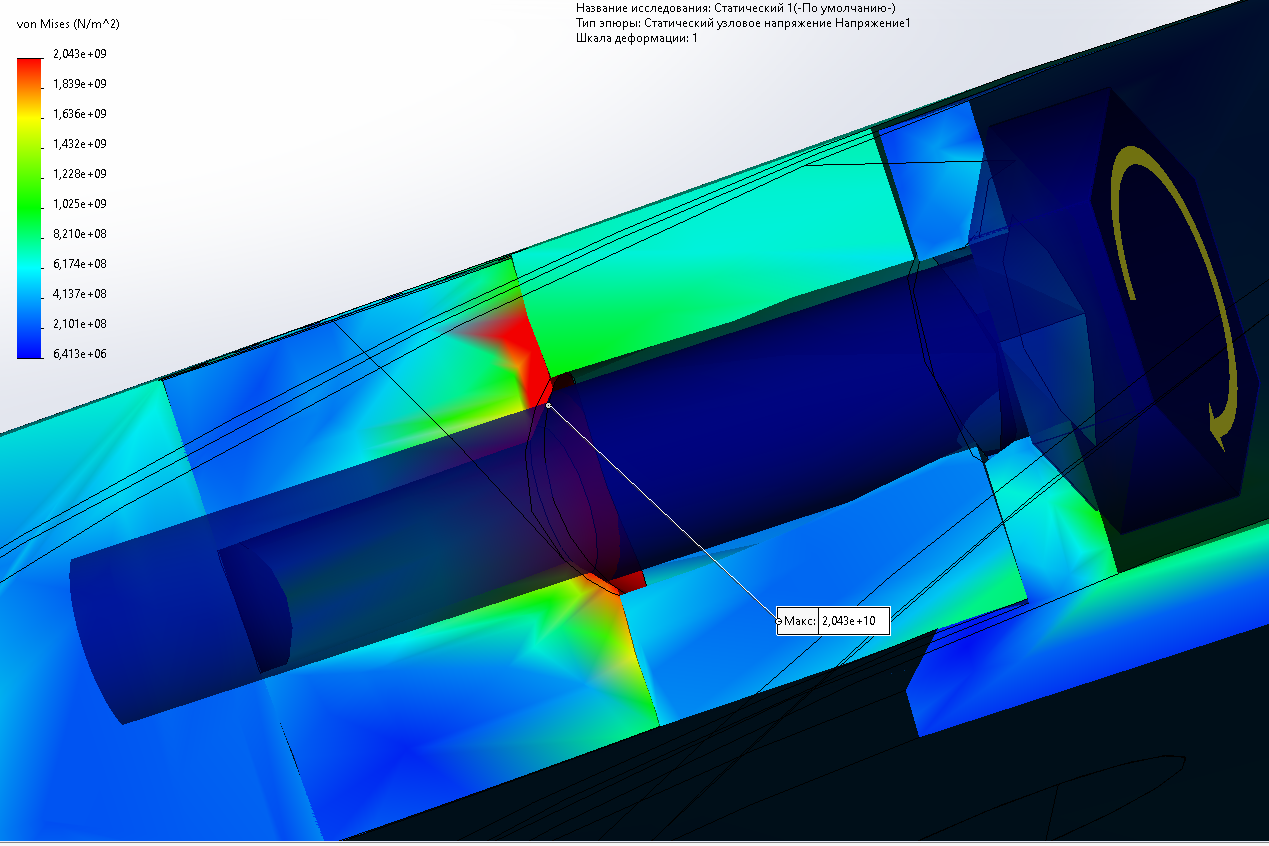 Название исследования: Статический 1(-По умолчанию-)
Тип эпюры: Статический узловое напряжение Напряжение1
Шкала деформации: 1
von Mises (N/m^2)
2,043e+09
1,839e+09
1,636e+09
1,432e+09
1,228e+09
1,025e+09
8,210e+08
6,174e+08
4,137e+08
2,101e+08
6,413e+06
Макс: 2,043e+10